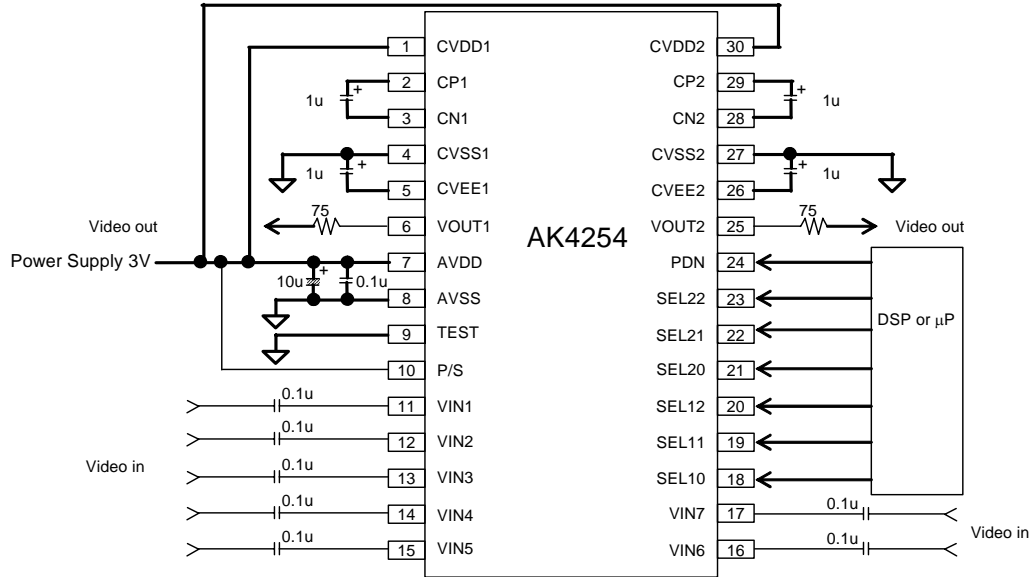 1 CVDD1 CVDD2 30
2 CP1 CP2 29
1u + + 1u
3 CN1 CN2 28
4 CVSS1 CVSS2 27
1u + + 1u
5 CVEE1 CVEE2 26
Video out 75 6 VOUT1 VOUT2 25 75 Video out
AK4254
Power Supply 3V 7 AVDD PDN 24
10u + 0.1u
8 AVSS SEL22 23
DSP or µP
9 TEST SEL21 22
10 P/S SEL20 21
0.1u 11 VIN1 SEL12 20
0.1u 12 VIN2 SEL11 19
Video in
0.1u 13 VIN3 SEL10 18
0.1u 14 VIN4 VIN7 17 0.1u
Video in
0.1u 15 VIN5 VIN6 16 0.1u